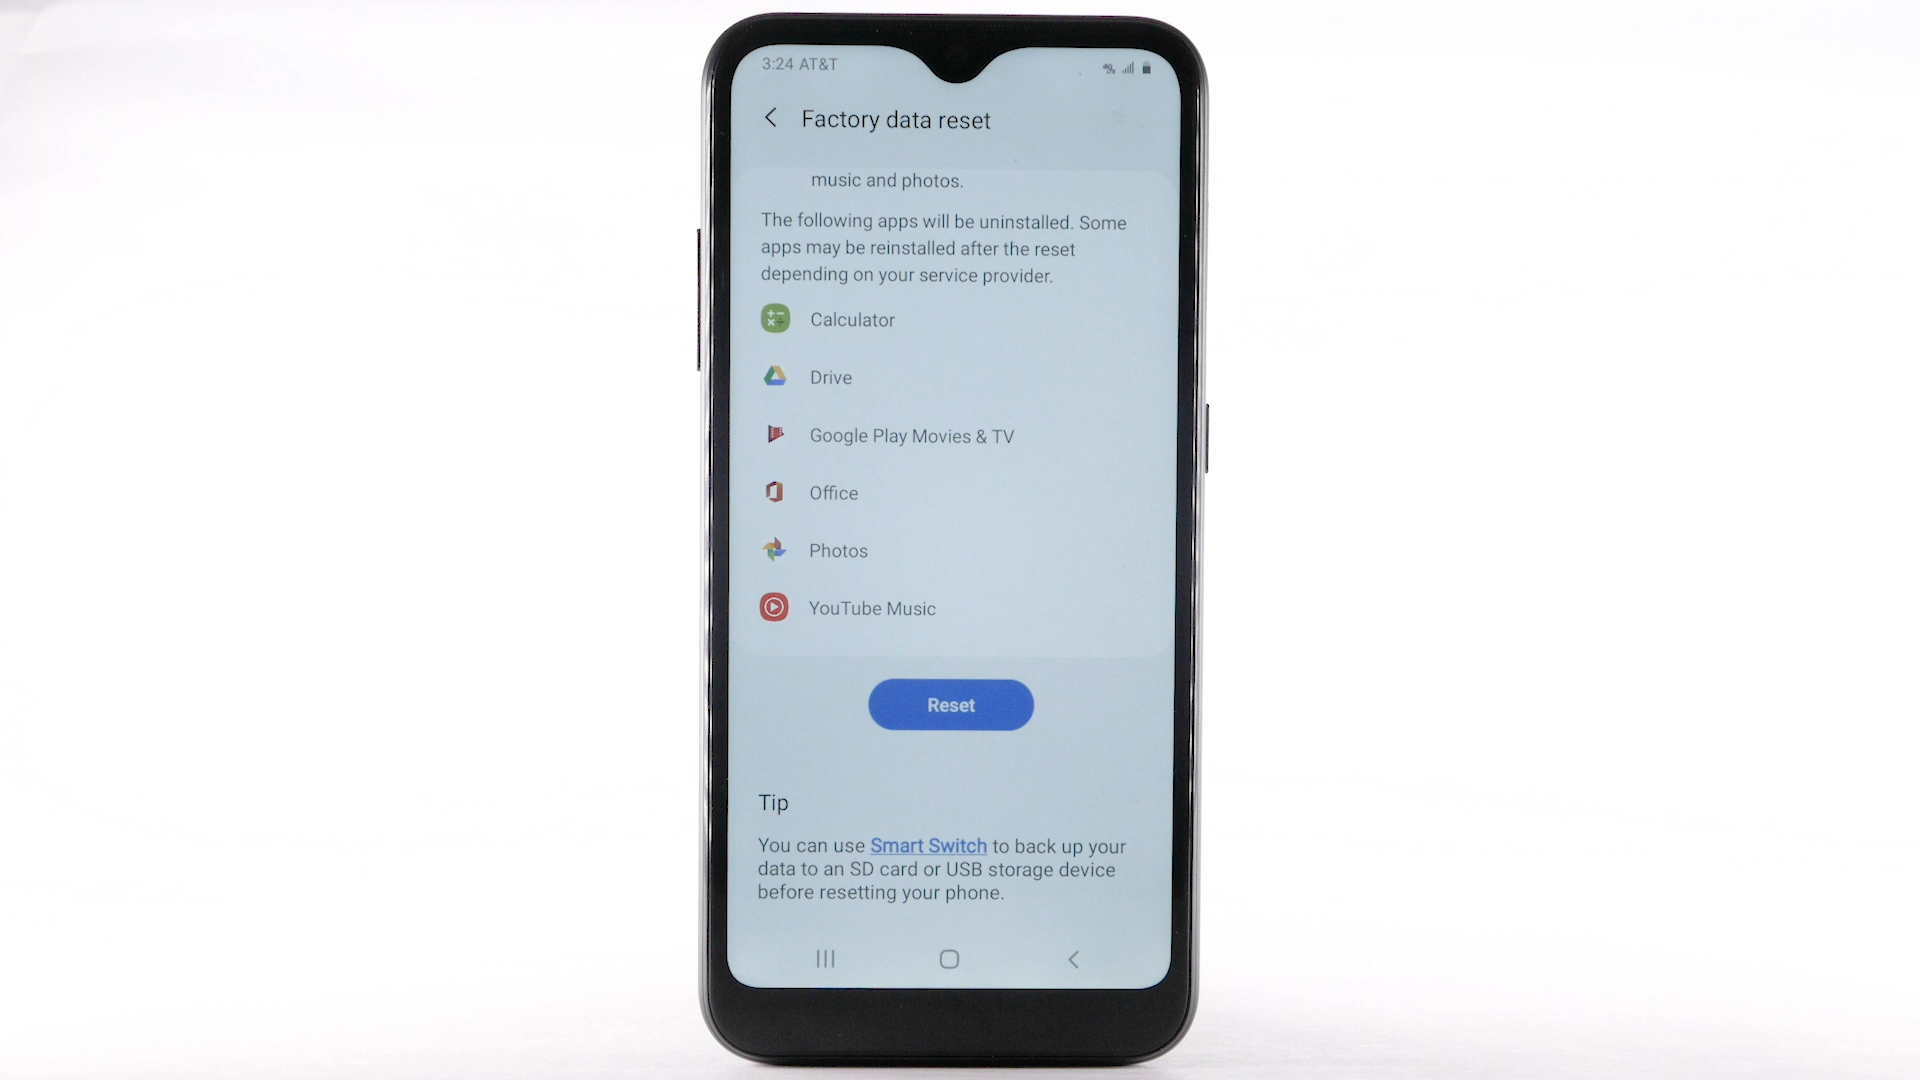 3:24 AT&T
Factory data reset
music and photos.
The following apps will be uninstalled. Some
apps may be reinstalled after the reset
depending on your service provider.
Calculator
Drive
Google Play Movies & TV
Office
Photos
YouTube Music
Reset
Tip
You can use Smart Switch to back up your
data to an SD card or USB storage device
before resetting your phone.